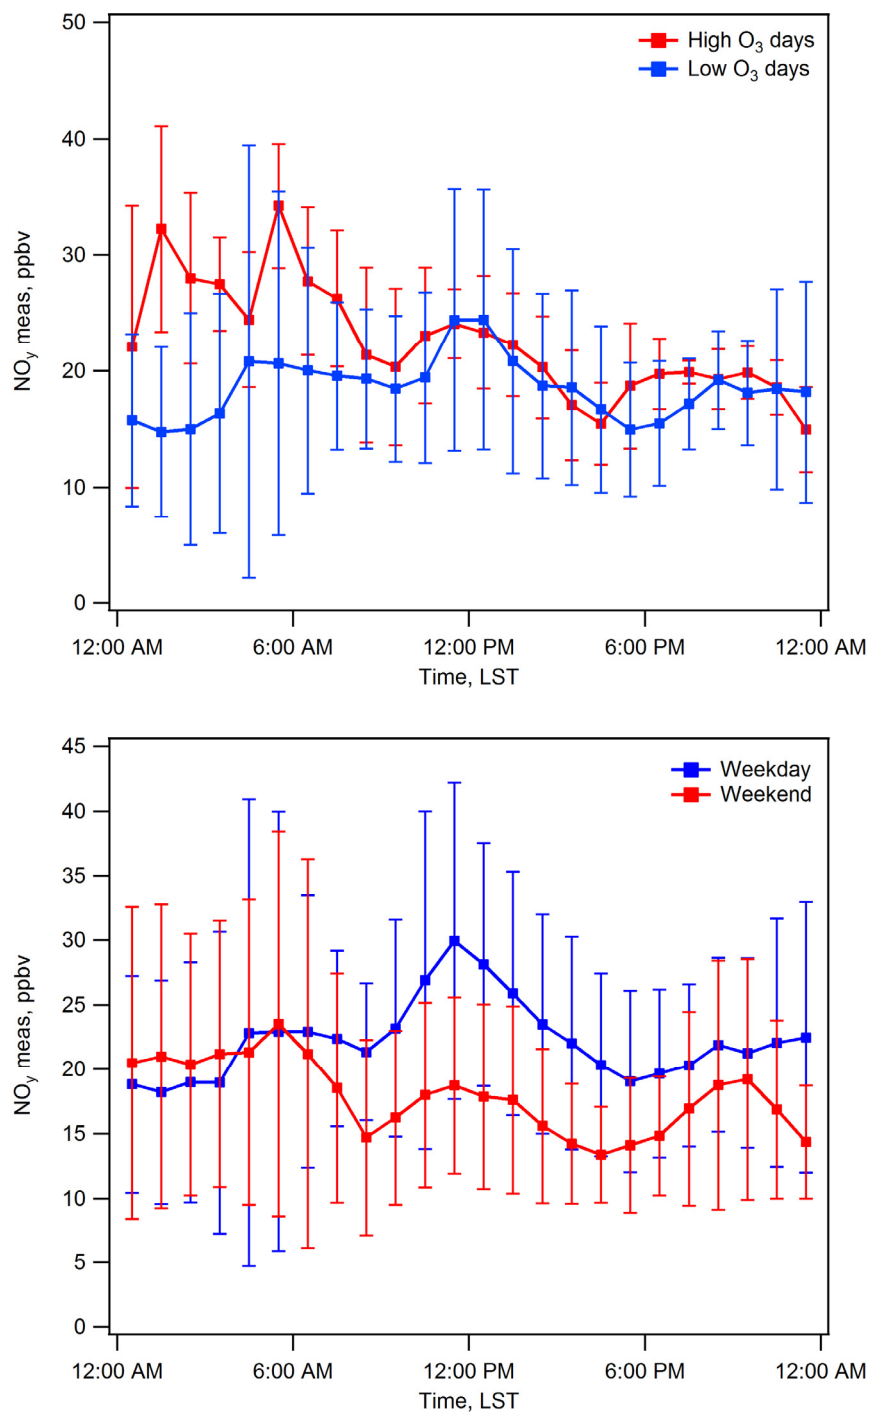 50
40
30
20
10
0
NOy meas, ppbv
High O3 days
Low O3 days
12:00 AM 6:00 AM 12:00 PM 6:00 PM 12:00 AM
Time, LST
45
40
35
30
25
20
15
10
5
0
NOy meas, ppbv
Weekday
Weekend
12:00 AM 6:00 AM 12:00 PM 6:00 PM 12:00 AM
Time, LST